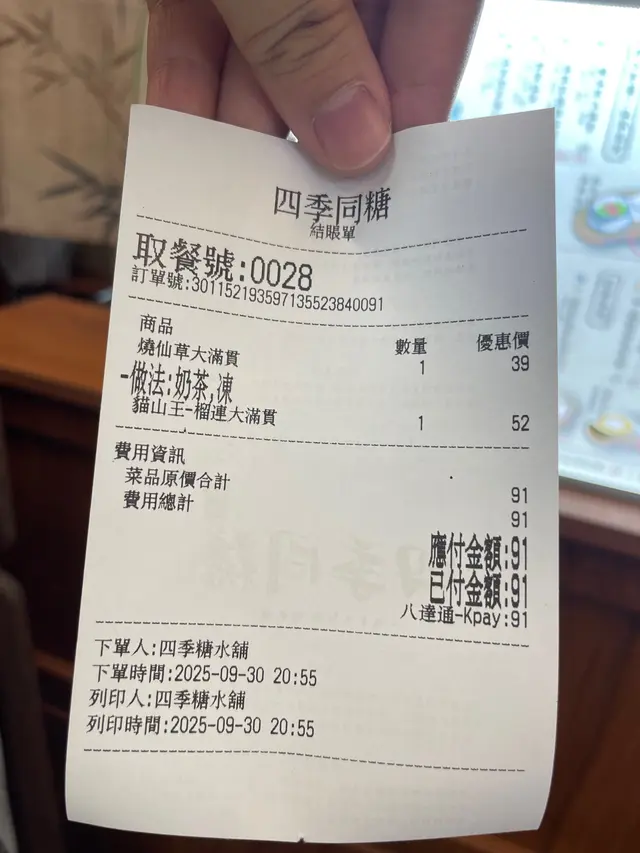 四季同糖
結賬單
取餐號:0028
訂單號:301152193597135523840091
商品 數量 優惠價
燒仙草大滿貫 1 39
-做法:奶茶,凍
貓山王-榴連大滿貫 1 52
費用資訊
菜品原價合計 91
費用總計 91
應付金額:91
已付金額:91
八達通-Kpay:91
下單人:四季糖水舖
下單時間:2025-09-30 20:55
列印人:四季糖水舖
列印時間:2025-09-30 20:55